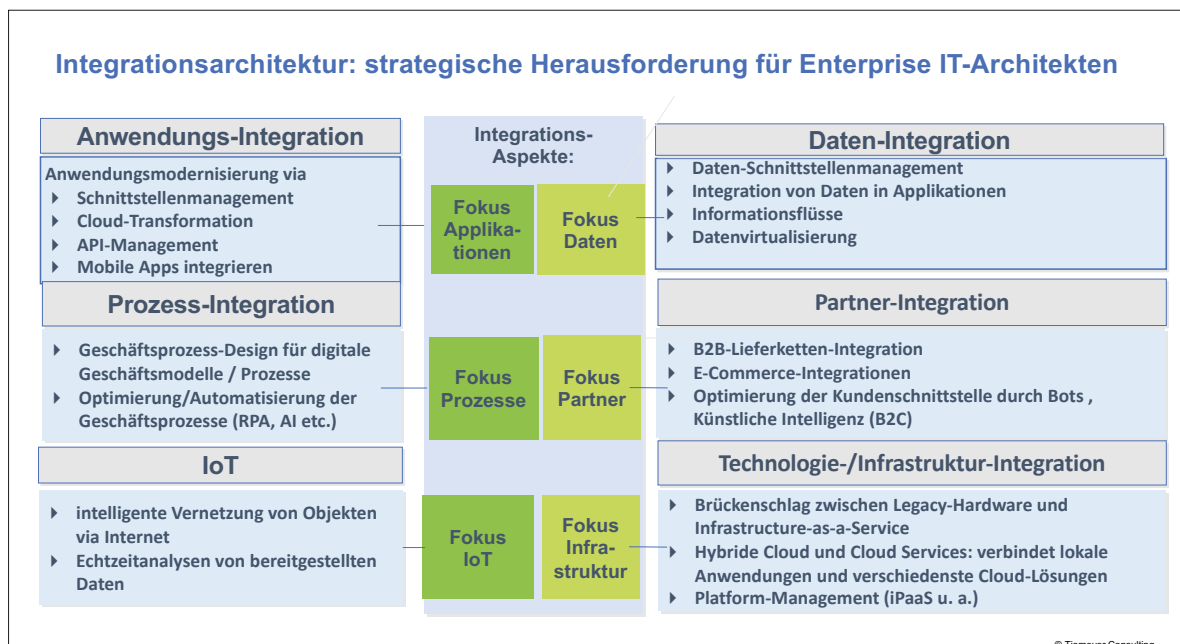 Integrationsarchitektur: strategische Herausforderung für Enterprise IT-Architekten
Anwendungs-Integration
Anwendungsmodernisierung via
Schnittstellenmanagement
Cloud-Transformation
API-Management
Mobile Apps integrieren
Prozess-Integration
Geschäftsprozess-Design für digitale
Geschäftsmodelle / Prozesse
Optimierung/Automatisierung der
Geschäftsprozesse (RPA, AI etc.)
IoT
intelligente Vernetzung von Objekten
via Internet
Echtzeitanalysen von bereitgestellten
Daten
Integrations-
Aspekte:
Fokus
Applika-
tionen
Fokus
Daten
Fokus
Prozesse
Fokus
Partner
Fokus
IoT
Fokus
Infra-
struktur
Daten-Integration
Daten-Schnittstellenmanagement
Integration von Daten in Applikationen
Informationsflüsse
Datenvirtualisierung
Partner-Integration
B2B-Lieferketten-Integration
E-Commerce-Integrationen
Optimierung der Kundenschnittstelle durch Bots ,
Künstliche Intelligenz (B2C)
Technologie-/Infrastruktur-Integration
Brückenschlag zwischen Legacy-Hardware und
Infrastructure-as-a-Service
Hybride Cloud und Cloud Services: verbindet lokale
Anwendungen und verschiedenste Cloud-Lösungen
Platform-Management (iPaaS u. a.)